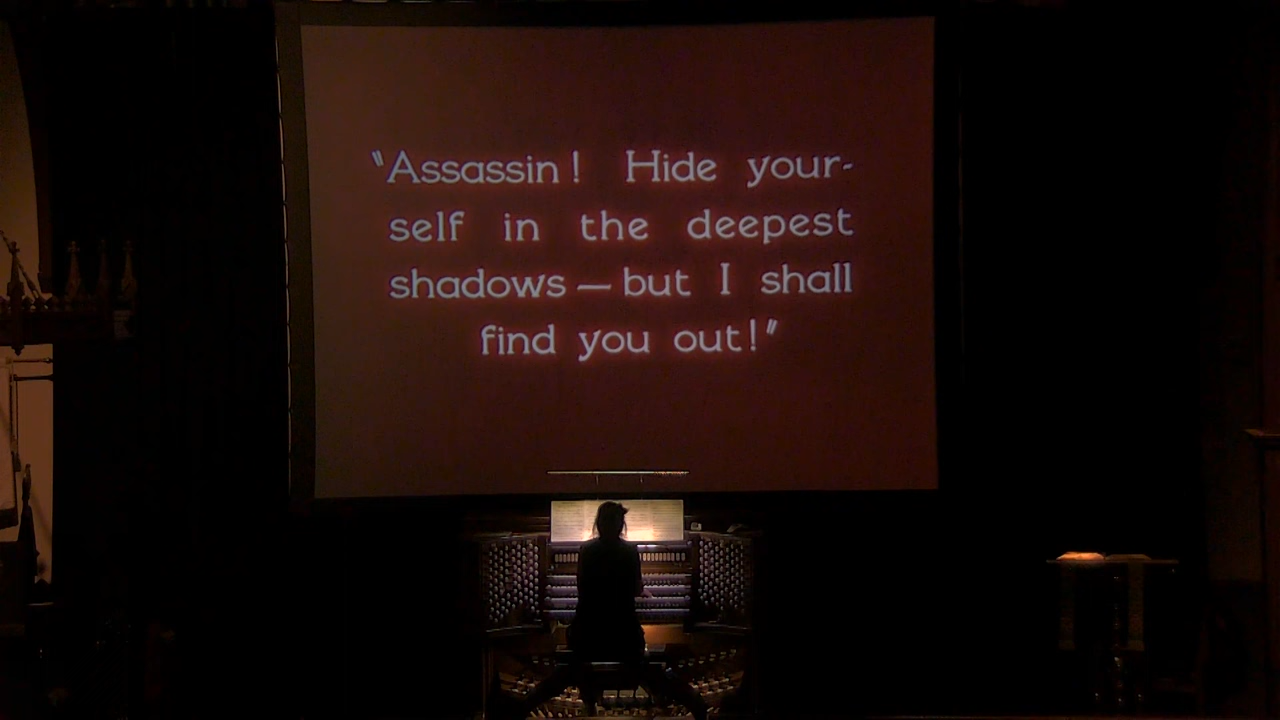 "Assassin! Hide your-
self in the deepest
shadows — but I shall
find you out!"